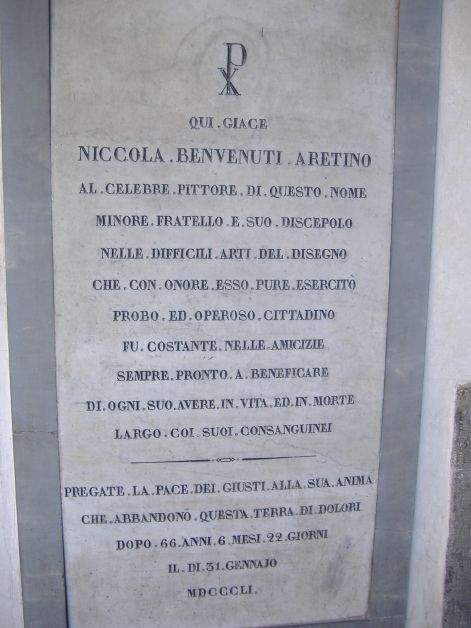 QUI.GIACE
NICCOLA.BENVENUTI.ARETINO
AL.CELEBRE.PITTORE.DI.QUESTO.NOME
MINORE.FRATELLO.E.SUO.DISCEPOLO
NELLE.DIFFICILI.ARTI.DEL.DISEGNO
CHE.CON.ONORE.ESSO.PURE.ESERCITÒ
PROBO.ED.OPEROSO.CITTADINO
FU.COSTANTE.NELLE.AMICIZIE
SEMPRE.PRONTO.A.BENEFICARE
DI.OGNI.SUO.AVERE.IN.VITA.ED.IN.MORTE
LARGO.COI.SUOI.CONSANGUINEI
PREGATE.LA.PACE.DEI.GIUSTI.ALLA.SUA.ANIMA
CHE.ABBANDONÒ.QUESTA.TERRA.DI.DOLORI
DOPO.66.ANNI.6.MESI.22.GIORNI
IL.DI.31.GENNAJO
MDCCCLI.